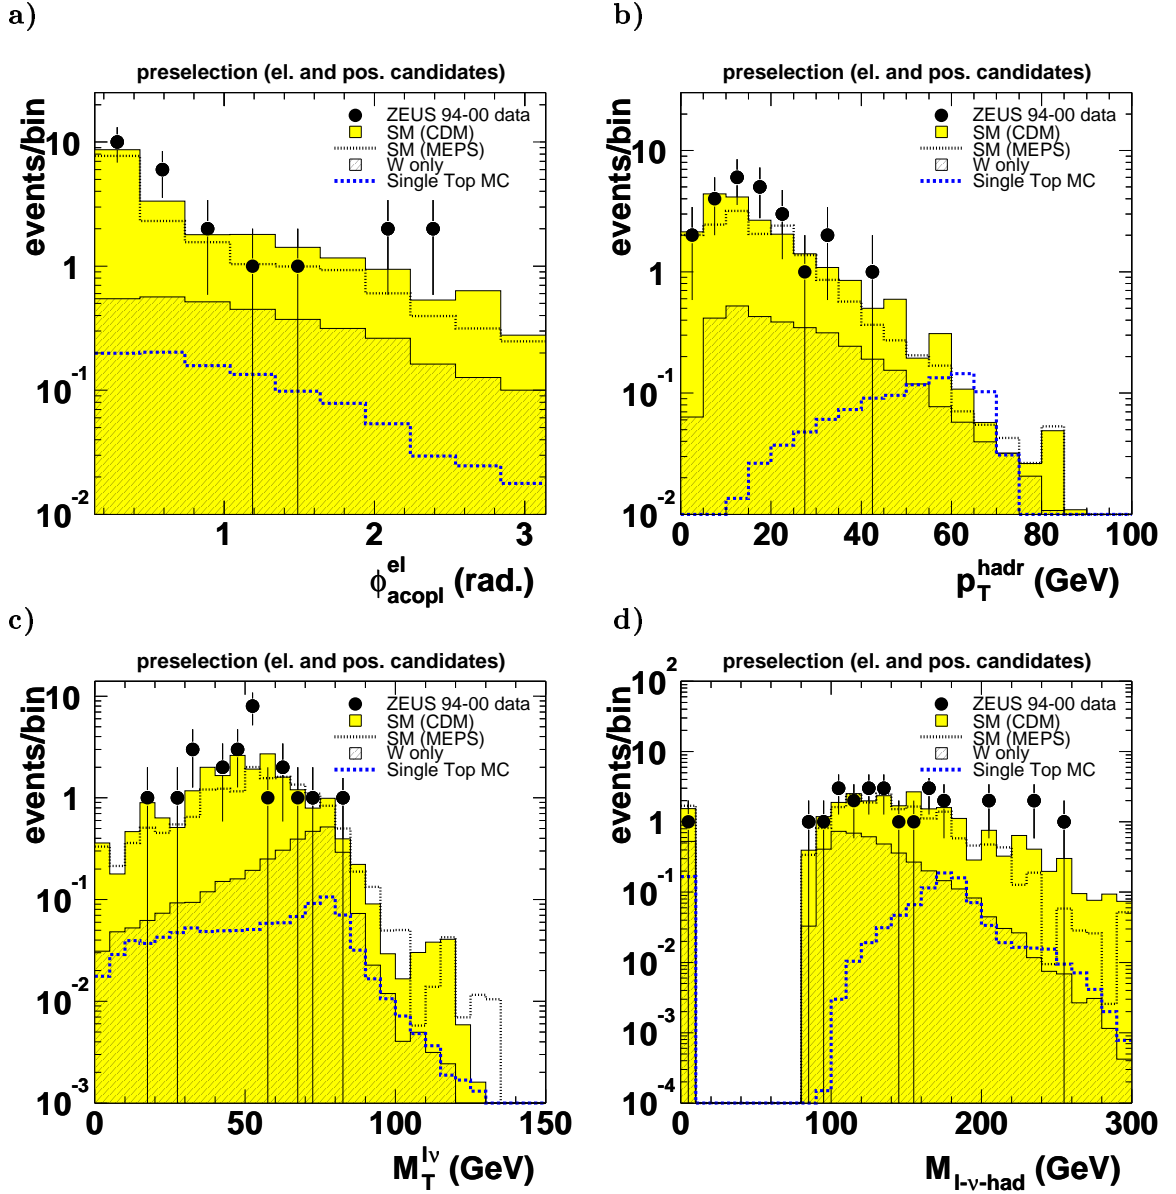 a)
preselection (el. and pos. candidates)
events/bin
ZEUS 94-00 data
SM (CDM)
SM (MEPS)
W only
Single Top MC
10
1
10^-1
10^-2
1 2 3
ϕ_acopl^el (rad.)
b)
preselection (el. and pos. candidates)
events/bin
ZEUS 94-00 data
SM (CDM)
SM (MEPS)
W only
Single Top MC
10
1
10^-1
10^-2
0 20 40 60 80 100
p_T^hadr (GeV)
c)
preselection (el. and pos. candidates)
events/bin
ZEUS 94-00 data
SM (CDM)
SM (MEPS)
W only
Single Top MC
10
1
10^-1
10^-2
10^-3
0 50 100 150
M_T^lν (GeV)
d)
preselection (el. and pos. candidates)
events/bin
ZEUS 94-00 data
SM (CDM)
SM (MEPS)
W only
Single Top MC
10^2
10
1
10^-1
10^-2
10^-3
10^-4
0 100 200 300
M_l-ν-had (GeV)